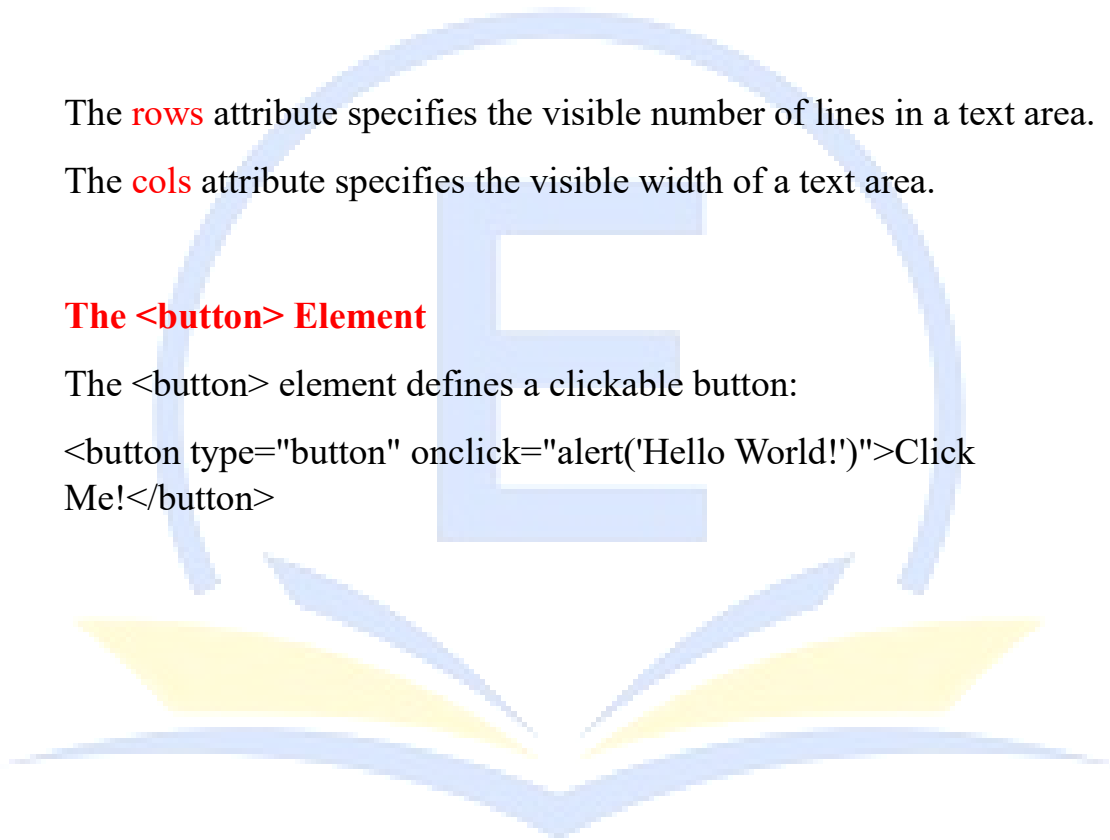 The rows attribute specifies the visible number of lines in a text area.
The cols attribute specifies the visible width of a text area.
The <button> Element
The <button> element defines a clickable button:
<button type="button" onclick="alert('Hello World!')">Click
Me!</button>
E